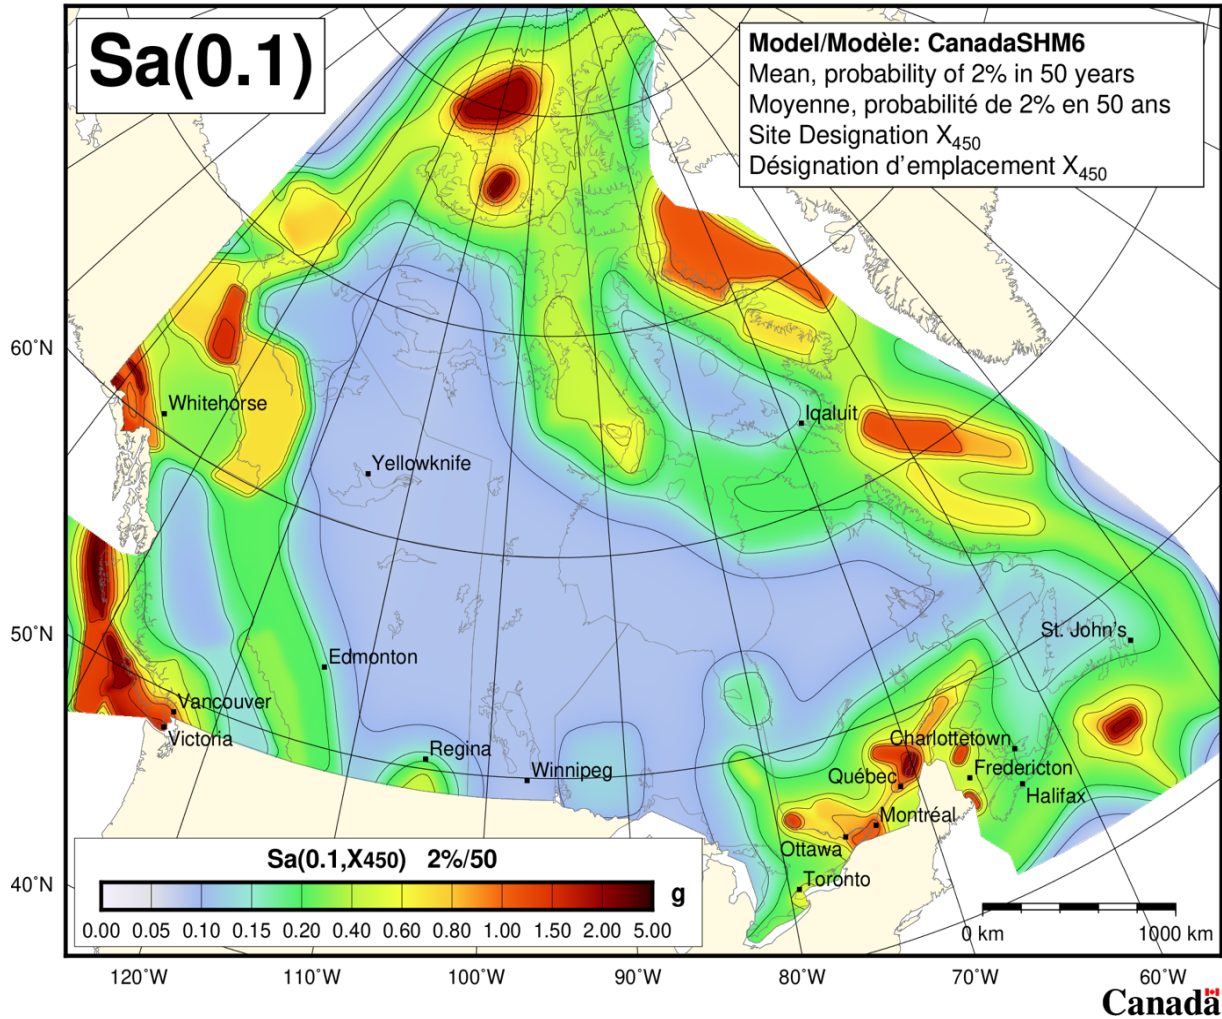 Sa(0.1)
Model/Modèle: CanadaSHM6
Mean, probability of 2% in 50 years
Moyenne, probabilité de 2% en 50 ans
Site Designation X450
Désignation d'emplacement X450
60°N
Whitehorse
Iqaluit
Yellowknife
50°N
St. John's
Edmonton
Vancouver
Victoria
Regina
Winnipeg
Charlottetown
Fredericton
Québec
Halifax
Montréal
Ottawa
Toronto
40°N
Sa(0.1,X450) 2%/50
g
0.00 0.05 0.10 0.15 0.20 0.40 0.60 0.80 1.00 1.50 2.00 5.00
0 km 1000 km
120°W 110°W 100°W 90°W 80°W 70°W 60°W
Canada